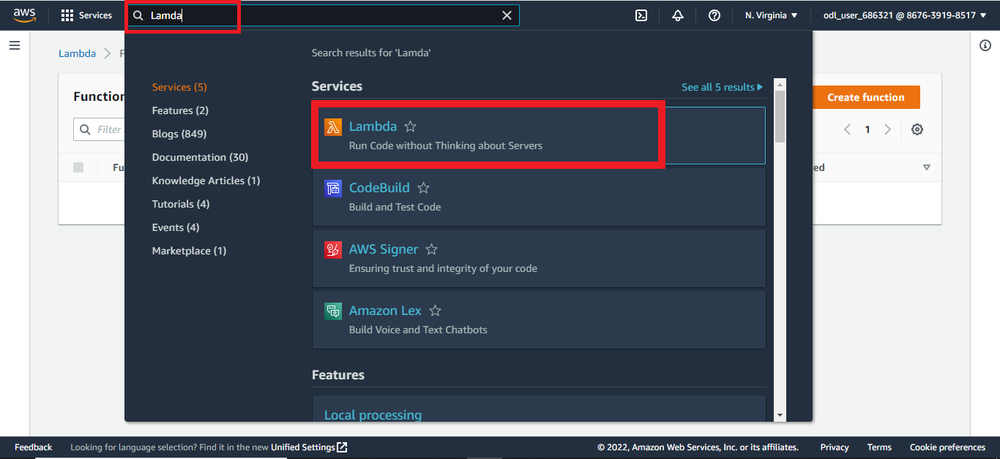 aws
Services
Lamda
N. Virginia
odl_user_686321 @ 8676-3919-8517
Lambda
F
Search results for 'Lamda'
Services (5)
Features (2)
Blogs (849)
Documentation (30)
Knowledge Articles (1)
Tutorials (4)
Events (4)
Marketplace (1)
Services
See all 5 results
Lambda
Run Code without Thinking about Servers
CodeBuild
Build and Test Code
AWS Signer
Ensuring trust and integrity of your code
Amazon Lex
Build Voice and Text Chatbots
Features
Local processing
Function
Filter
Fu
Create function
1
ed
Feedback
Looking for language selection? Find it in the new Unified Settings
© 2022, Amazon Web Services, Inc. or its affiliates.
Privacy
Terms
Cookie preferences